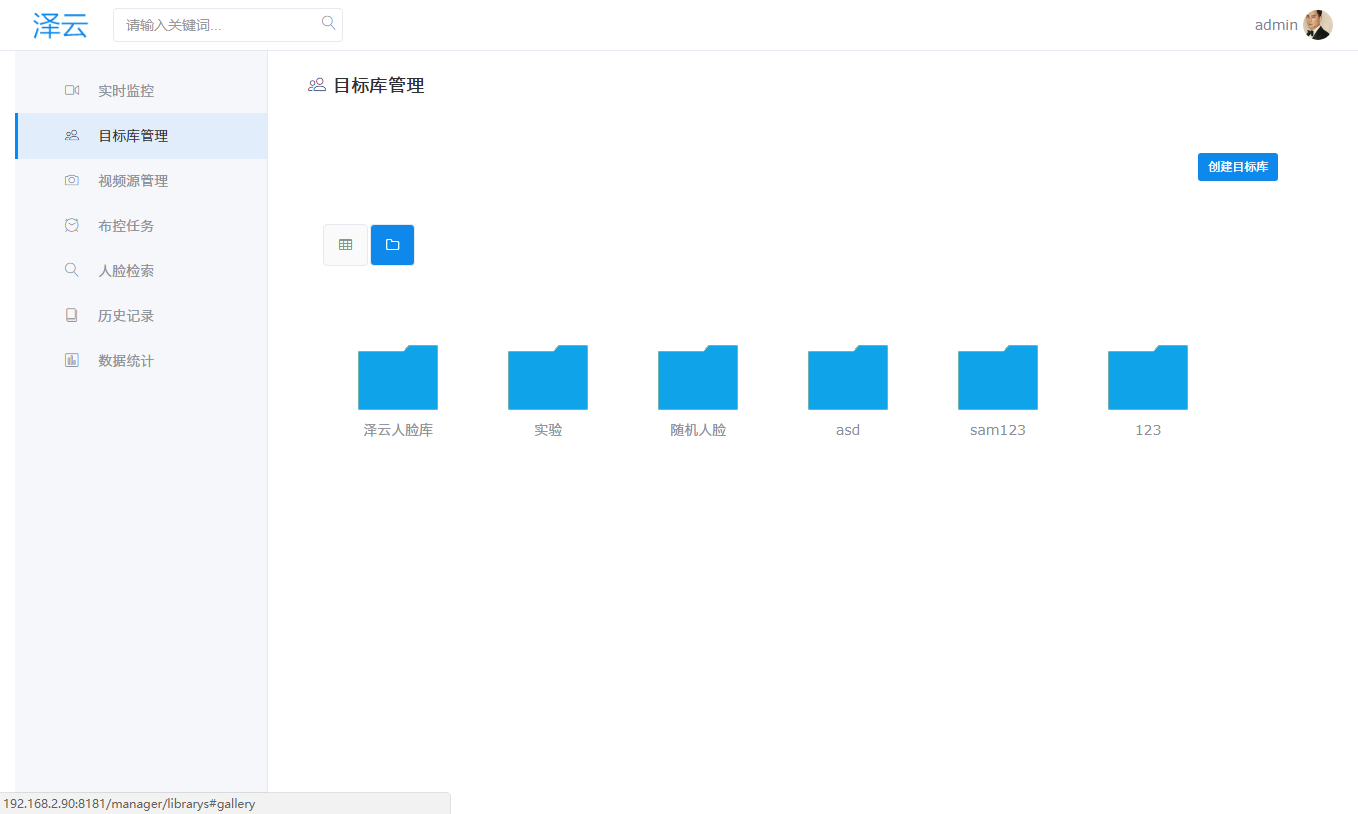 泽云
请输入关键词...
admin
实时监控
目标库管理
视频源管理
布控任务
人脸检索
历史记录
数据统计
目标库管理
创建目标库
泽云人脸库
实验
随机人脸
asd
sam123
123
192.168.2.90:8181/manager/librarys#gallery